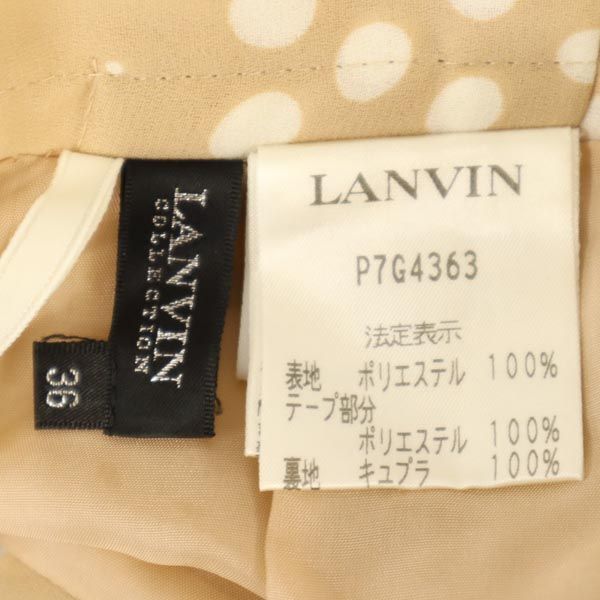 LANVIN
COLLECTION
36
LANVIN
P7G4363
法定表示
表地 ポリエステル 100%
テープ部分
ポリエステル 100%
裏地 キュプラ 100%